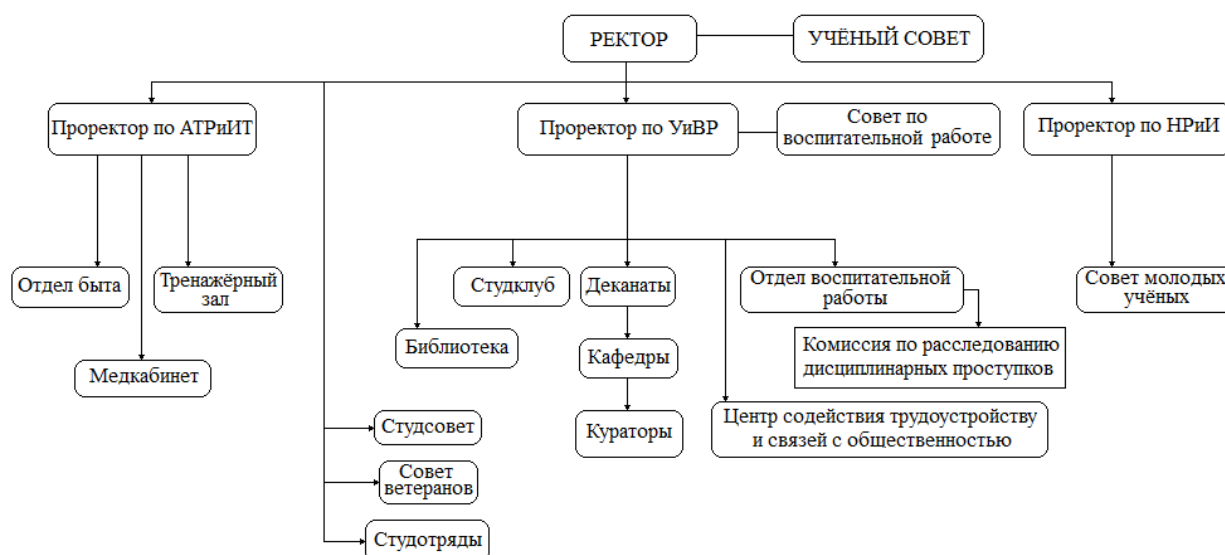 РЕКТОР
УЧЁНЫЙ СОВЕТ
Проректор по АТРиИТ
Проректор по УиВР
Совет по
воспитательной работе
Проректор по НРиИ
Отдел быта
Тренажёрный
зал
Студклуб
Деканаты
Отдел воспитательной
работы
Совет молодых
учёных
Библиотека
Кафедры
Комиссия по расследованию
дисциплинарных проступков
Медкабинет
Студсовет
Кураторы
Центр содействия трудоустройству
и связей с общественностью
Совет
ветеранов
Студотряды